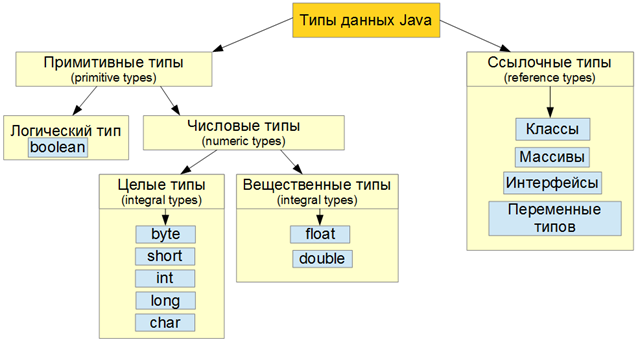 Типы данных Java
Примитивные типы
(primitive types)
Ссылочные типы
(reference types)
Логический тип
boolean
Числовые типы
(numeric types)
Целые типы
(integral types)
byte
short
int
long
char
Вещественные типы
(integral types)
float
double
Классы
Массивы
Интерфейсы
Переменные
типов